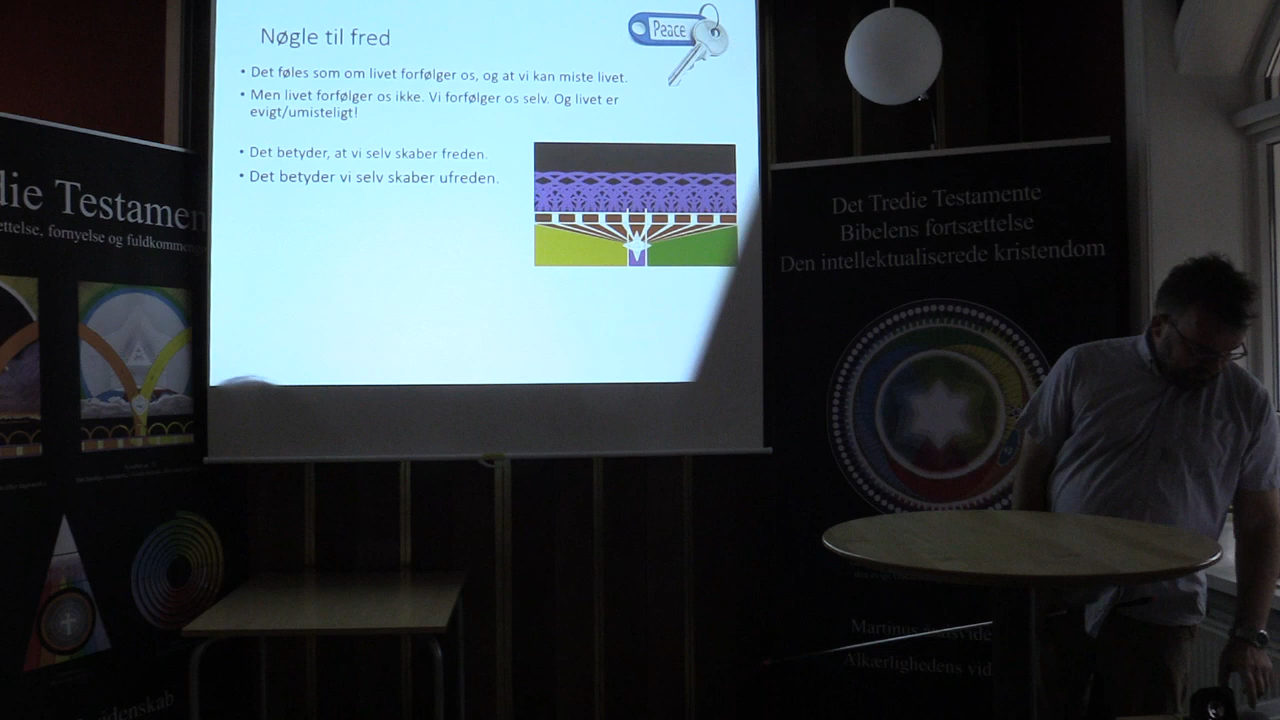 Nøgle til fred
Peace
• Det føles som om livet forfølger os, og at vi kan miste livet.
• Men livet forfølger os ikke. Vi forfølger os selv. Og livet er
evigt/umisteligt!
• Det betyder, at vi selv skaber freden.
• Det betyder vi selv skaber ufreden.
die Testamen
ettelse, fornyelse og fuldkommeng
idenskab
Det Tredie Testamente
Bibelens fortsættelse
Den intellektualiserede kristendom
Martinus
Alkærlighedens vid